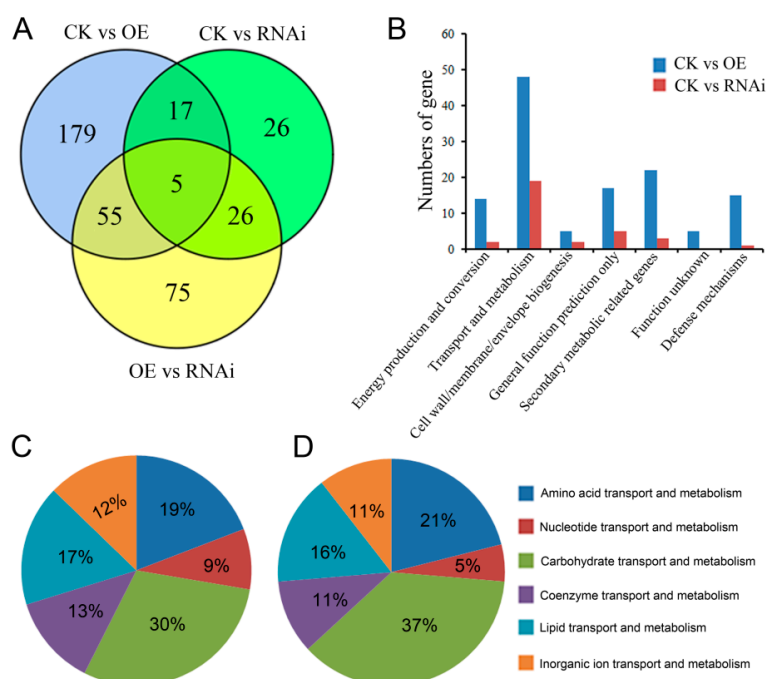 A
CK vs OE
CK vs RNAi
179
17
26
5
55
26
75
OE vs RNAi
B
Numbers of gene
60
50
40
30
20
10
0
CK vs OE
CK vs RNAi
Energy production and conversion
Transport and metabolism
Cell wall/membrane/envelope biogenesis
General function prediction only
Secondary metabolic related genes
Function unknown
Defense mechanisms
C
12%
19%
9%
30%
13%
17%
D
11%
21%
5%
37%
11%
16%
Amino acid transport and metabolism
Nucleotide transport and metabolism
Carbohydrate transport and metabolism
Coenzyme transport and metabolism
Lipid transport and metabolism
Inorganic ion transport and metabolism